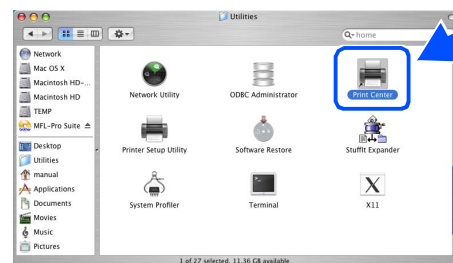 Utilities
home
Network
Mac OS X
Macintosh HD-...
Macintosh HD
TEMP
MFL-Pro Suite
Desktop
Utilities
manual
Applications
Documents
Movies
Music
Pictures
Network Utility
ODBC Administrator
Print Center
Printer Setup Utility
Software Restore
StuffIt Expander
System Profiler
Terminal
X11
1 of 27 selected, 11.36 GB available